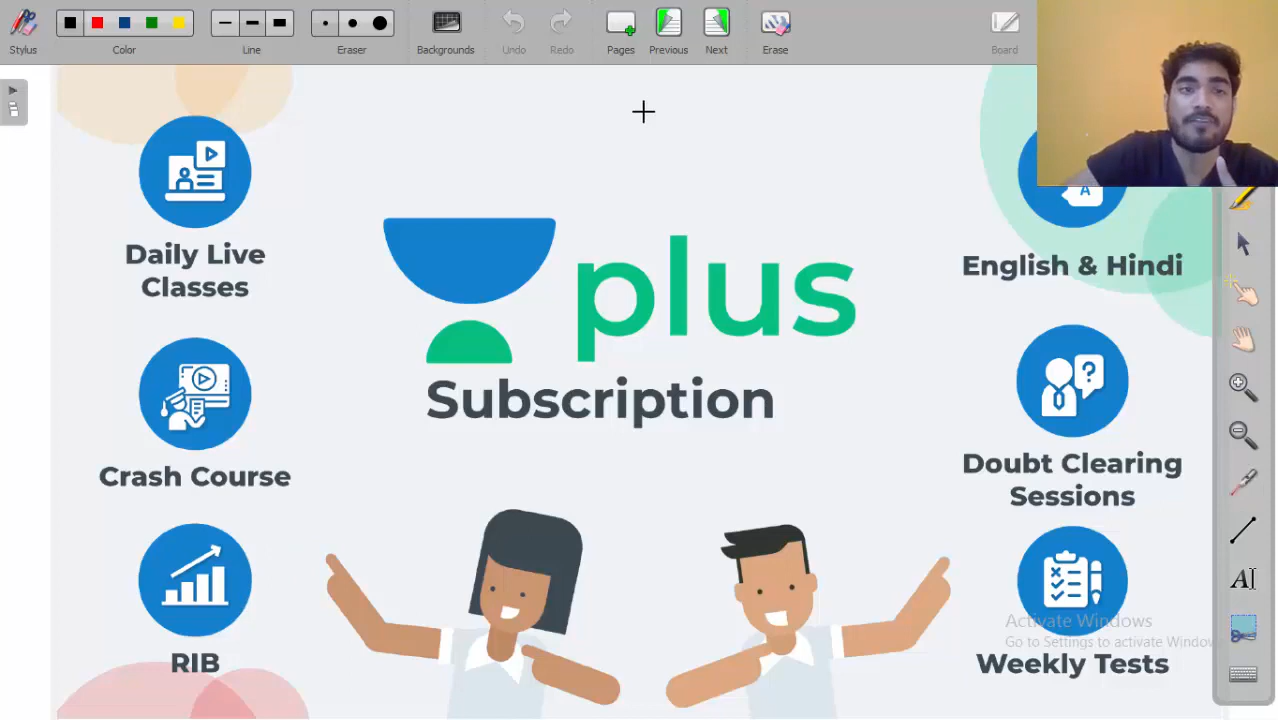 Stylus
Color
Line
Eraser
Backgrounds
Undo
Redo
Pages
Previous
Next
Erase
Board
Daily Live
Classes
Crash Course
RIB
plus
Subscription
A
English & Hindi
?
Doubt Clearing
Sessions
Weekly Tests
Activate Windows
Go to Settings to activate Windows
A